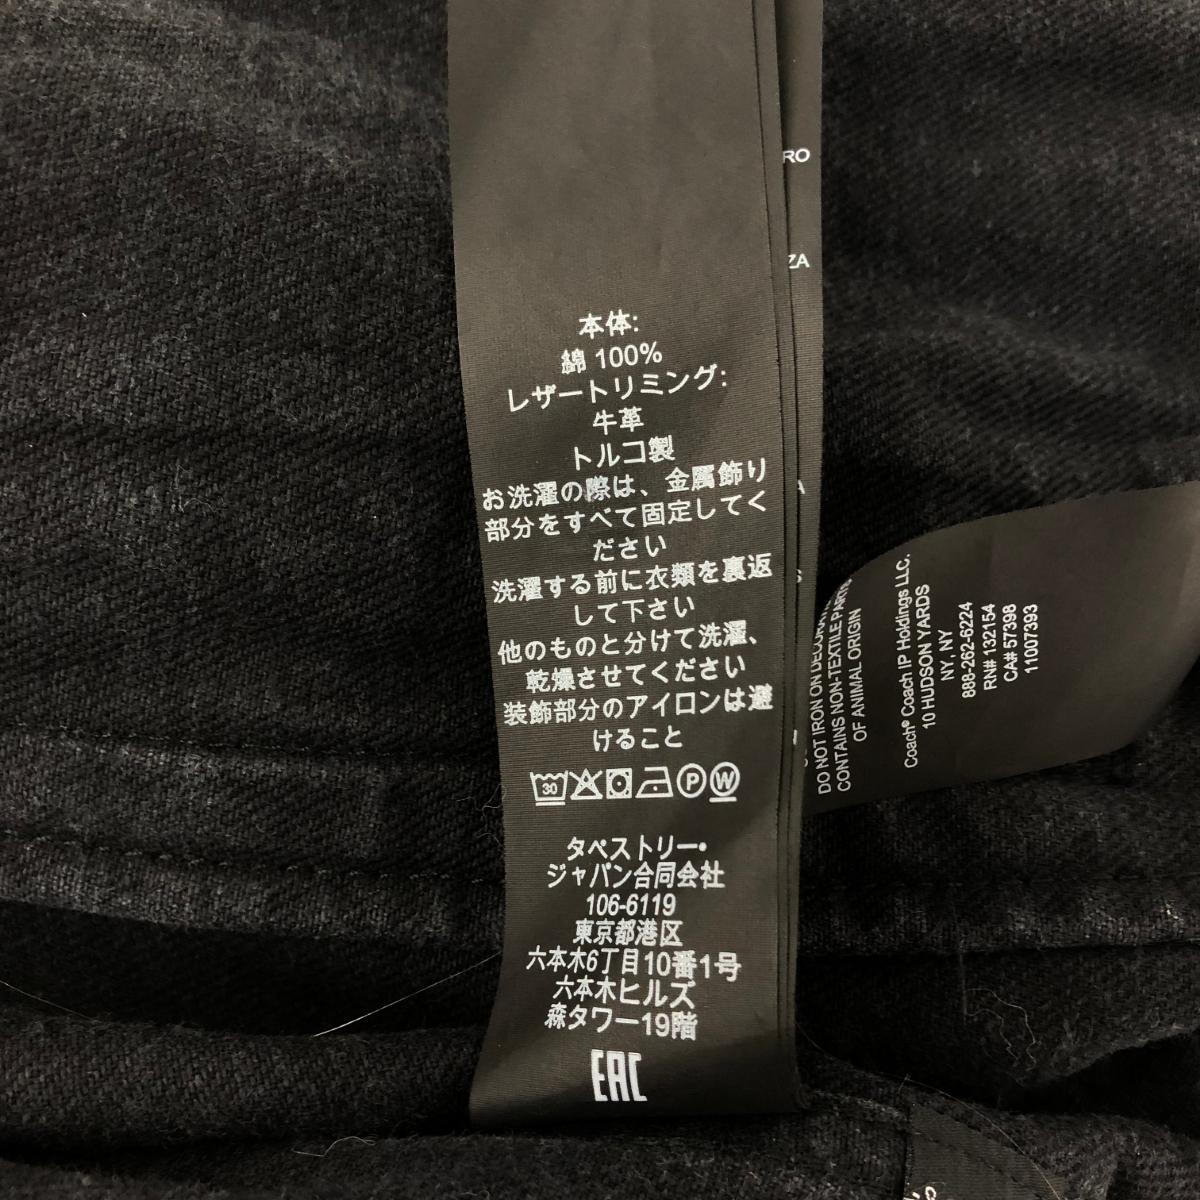 本体:
綿 100%
レザートリミング:
牛革
トルコ製
お洗濯の際は、金属飾り
部分をすべて固定してく
ださい
洗濯する前に衣類を裏返
して下さい
他のものと分けて洗濯、
乾燥させてください
装飾部分のアイロンは避
けること
30
P
W
タペストリー•
ジャパン合同会社
106-6119
東京都港区
六本木6丁目10番1号
六本木ヒルズ
森タワー19階
EAC
RO
ZA
A
S
DO NOT IRON ON
CONTAINS NON-TEXTILE PARTS
OF ANIMAL ORIGIN
Coach® Coach IP Holdings LLC.
10 HUDSON YARDS
NY, NY
888-262-6224
RN# 132154
CA# 57398
11007393